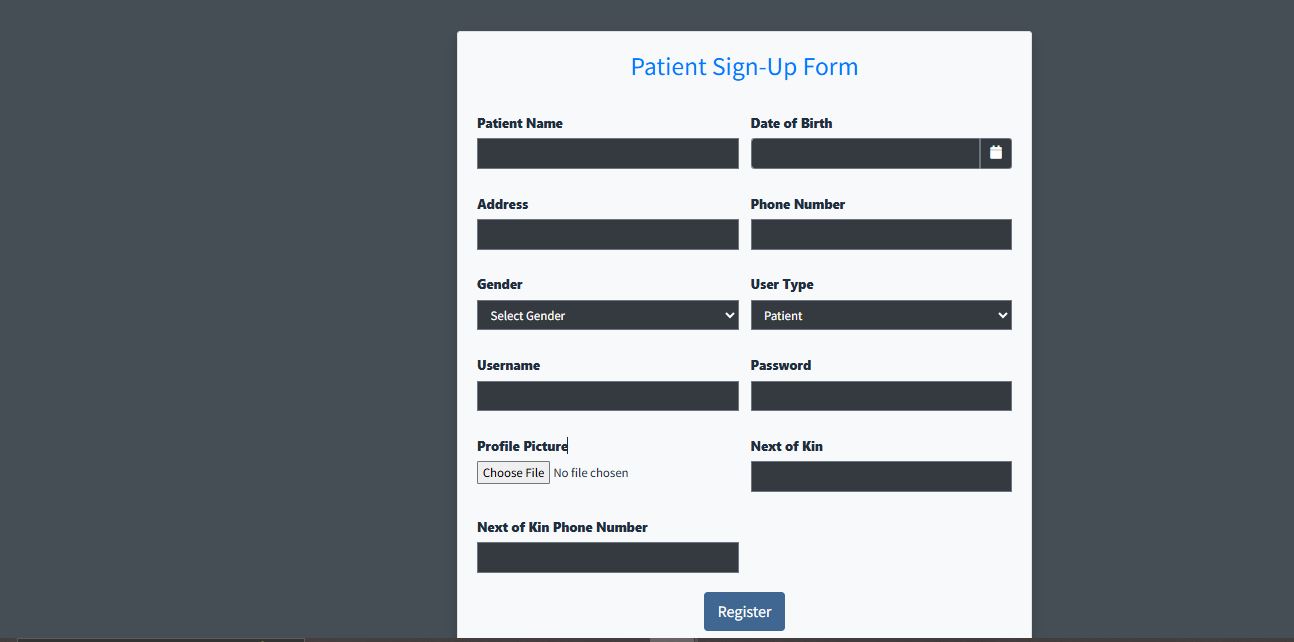 Patient Sign-Up Form
Patient Name
Date of Birth
Address
Phone Number
Gender
User Type
Select Gender
Patient
Username
Password
Profile Picture
Next of Kin
Choose File No file chosen
Next of Kin Phone Number
Register